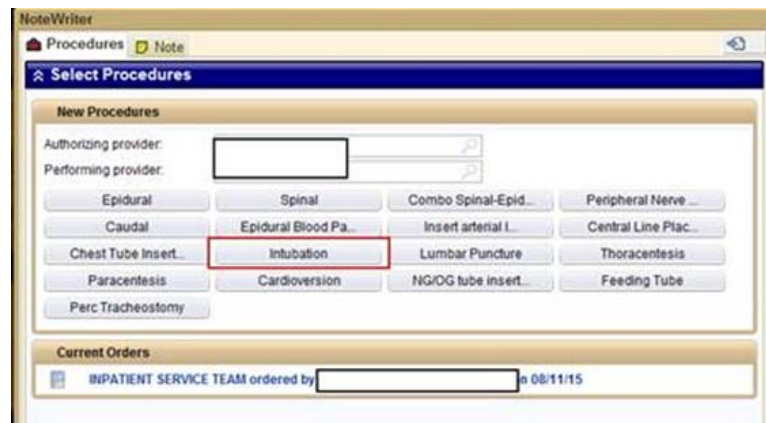 NoteWriter
Procedures Note
Select Procedures
New Procedures
Authorizing provider:
Performing provider:
Epidural Spinal Combo Spinal-Epid... Peripheral Nerve ...
Caudal Epidural Blood Pa... Insert arterial l... Central Line Plac...
Chest Tube Insert... Intubation Lumbar Puncture Thoracentesis
Paracentesis Cardioversion NG/OG tube insert... Feeding Tube
Perc Tracheostomy
Current Orders
INPATIENT SERVICE TEAM ordered by n 08/11/15